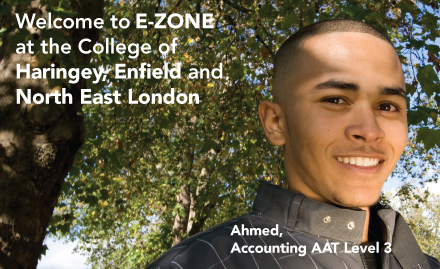 Welcome to E-ZONE
at the College of
Haringey, Enfield and
North East London
Ahmed,
Accounting AAT Level 3